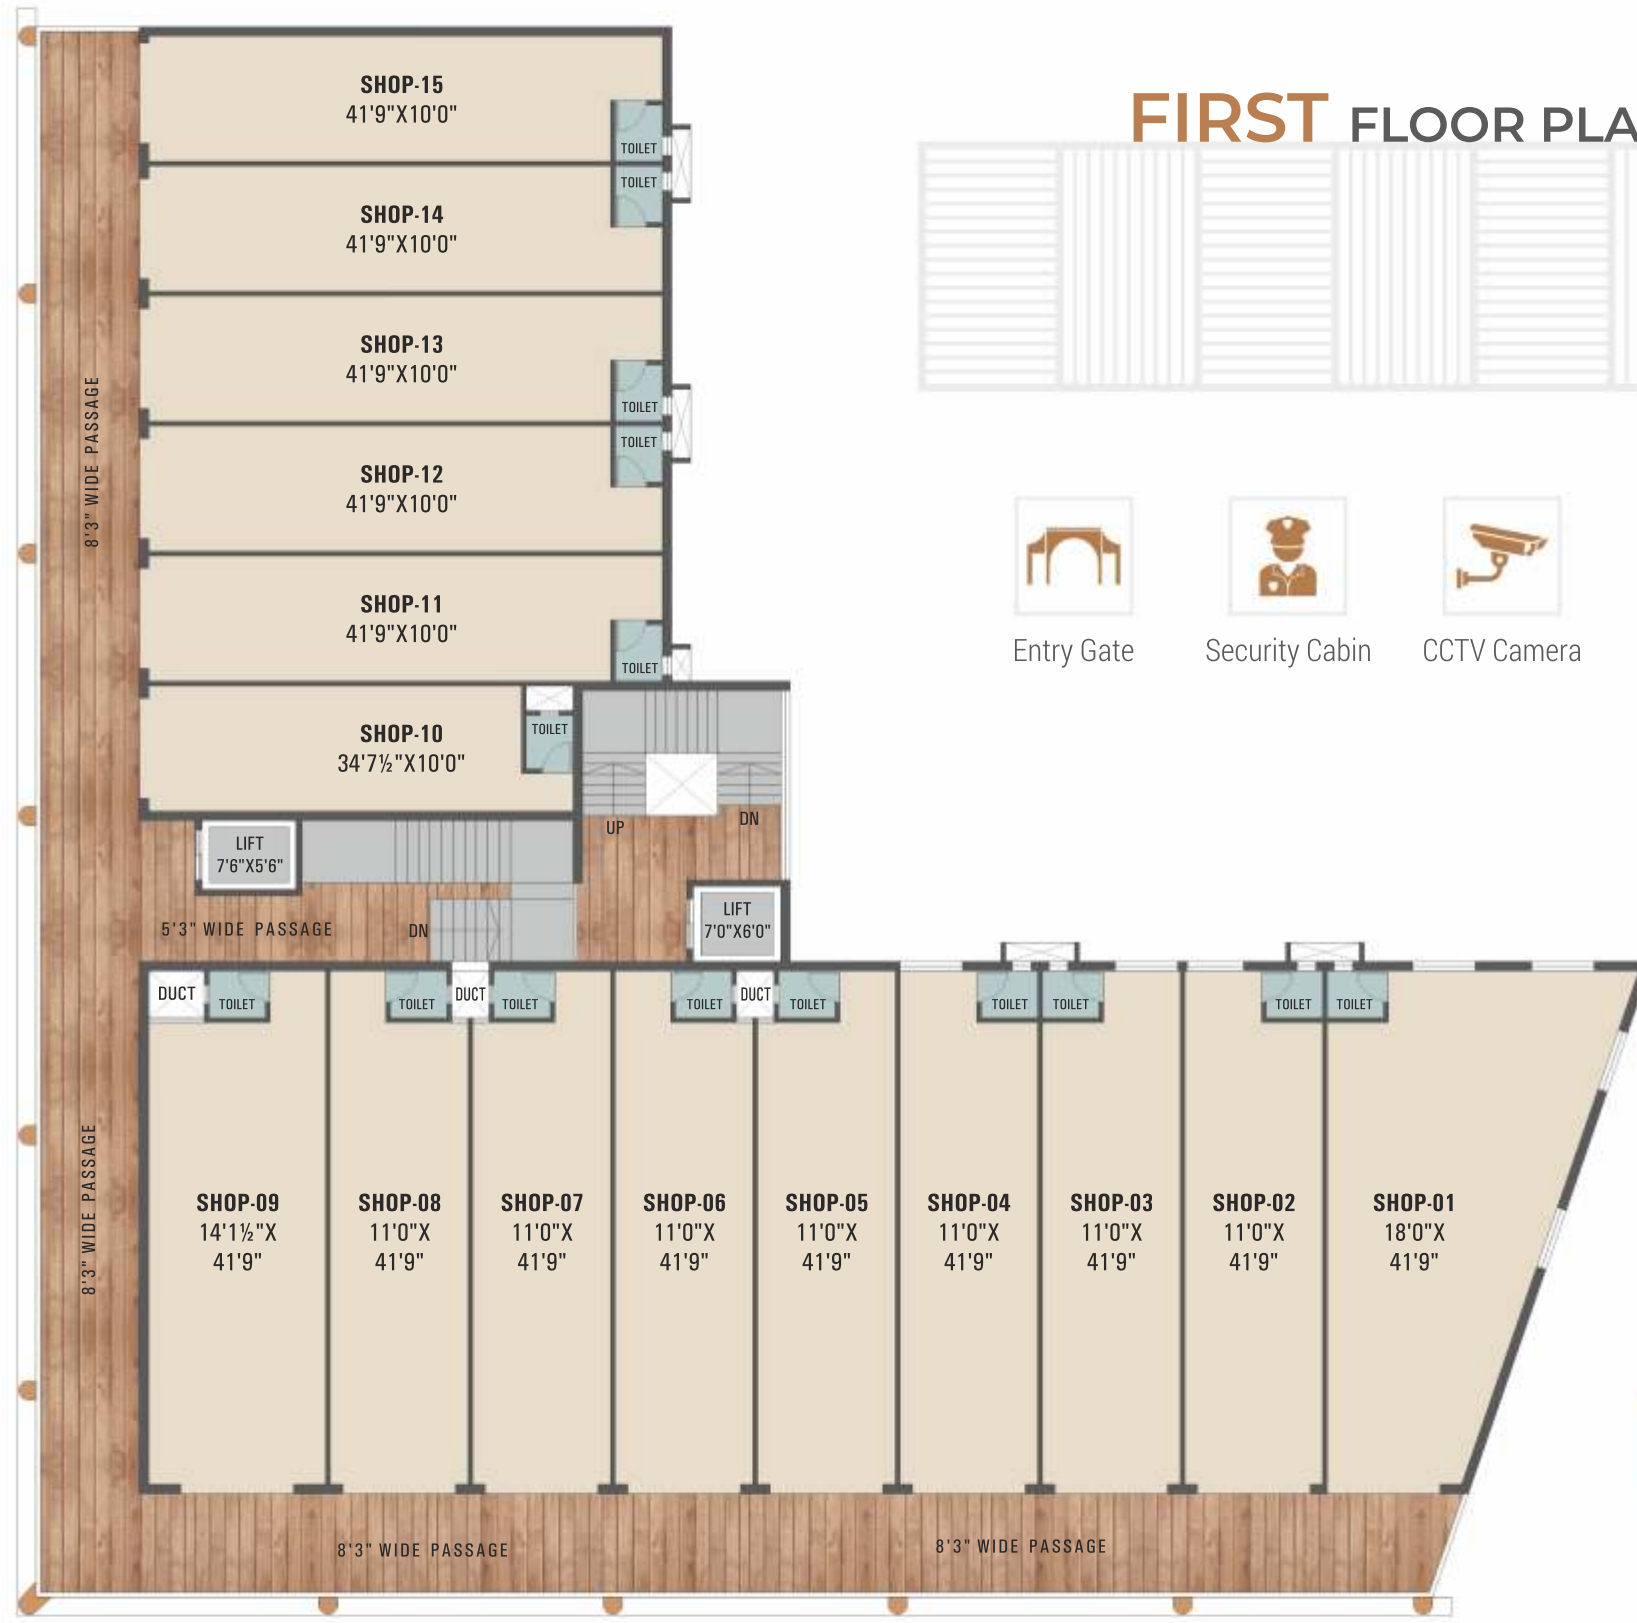 FIRST FLOOR PLA
SHOP-15
41'9"X10'0"
TOILET
TOILET
SHOP-14
41'9"X10'0"
SHOP-13
41'9"X10'0"
TOILET
TOILET
SHOP-12
41'9"X10'0"
8'3" WIDE PASSAGE
SHOP-11
41'9"X10'0"
TOILET
Entry Gate
Security Cabin
CCTV Camera
SHOP-10
34'7½"X10'0"
TOILET
UP
DN
LIFT
7'6"X5'6"
5'3" WIDE PASSAGE
DN
LIFT
7'0"X6'0"
DUCT
TOILET
TOILET
DUCT
TOILET
TOILET
DUCT
TOILET
TOILET
TOILET
TOILET
TOILET
8'3" WIDE PASSAGE
SHOP-09
14'1½"X
41'9"
SHOP-08
11'0"X
41'9"
SHOP-07
11'0"X
41'9"
SHOP-06
11'0"X
41'9"
SHOP-05
11'0"X
41'9"
SHOP-04
11'0"X
41'9"
SHOP-03
11'0"X
41'9"
SHOP-02
11'0"X
41'9"
SHOP-01
18'0"X
41'9"
8'3" WIDE PASSAGE
8'3" WIDE PASSAGE